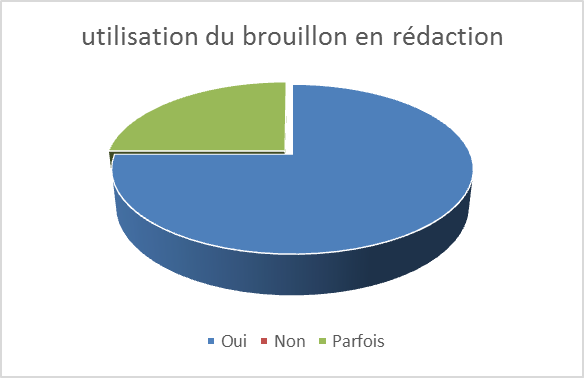 utilisation du brouillon en rédaction
Oui Non Parfois